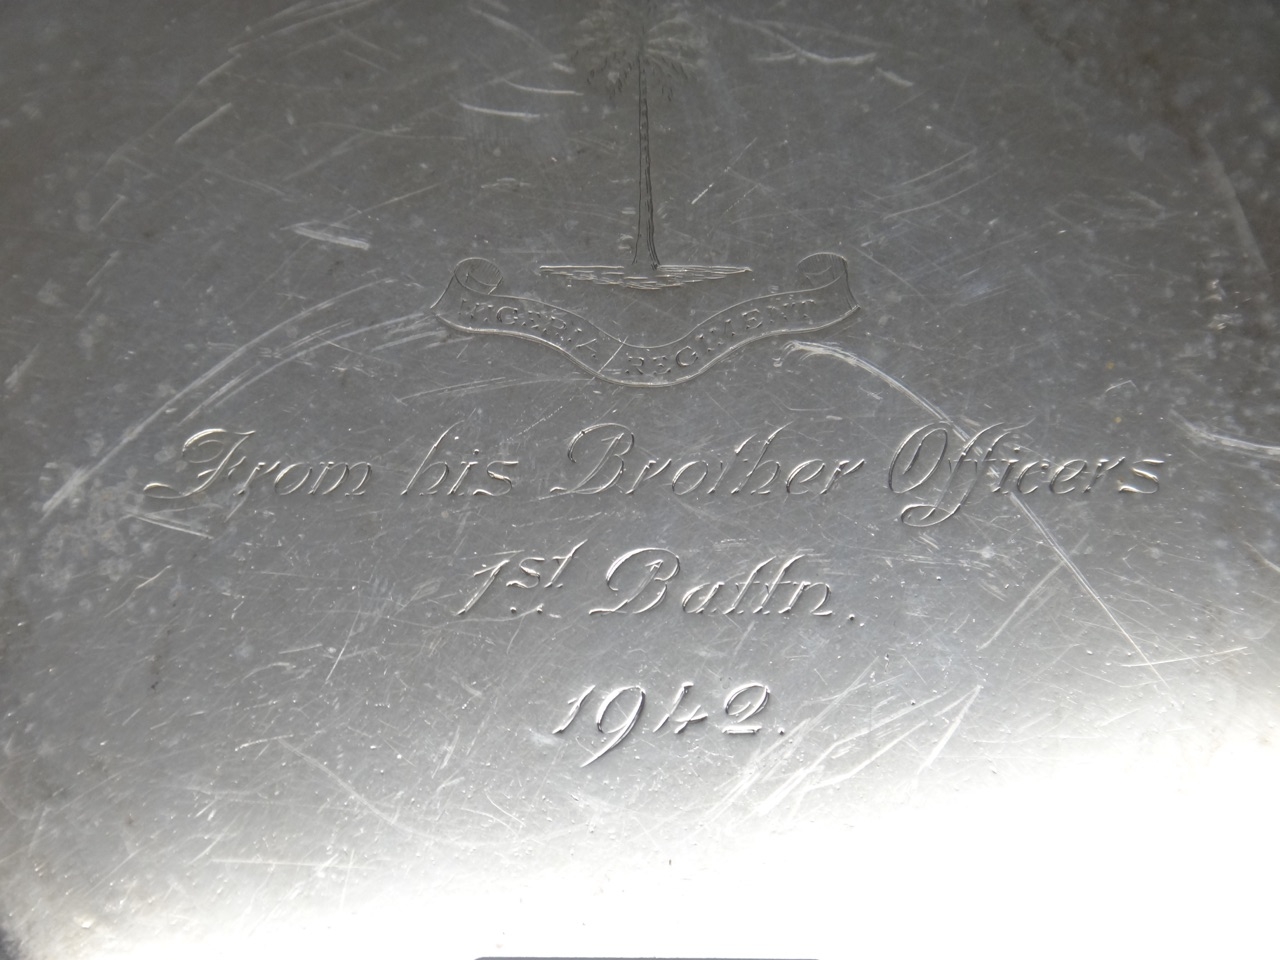 NIGERIA REGIMENT
From his Brother Officers
1st Battn.
1942.